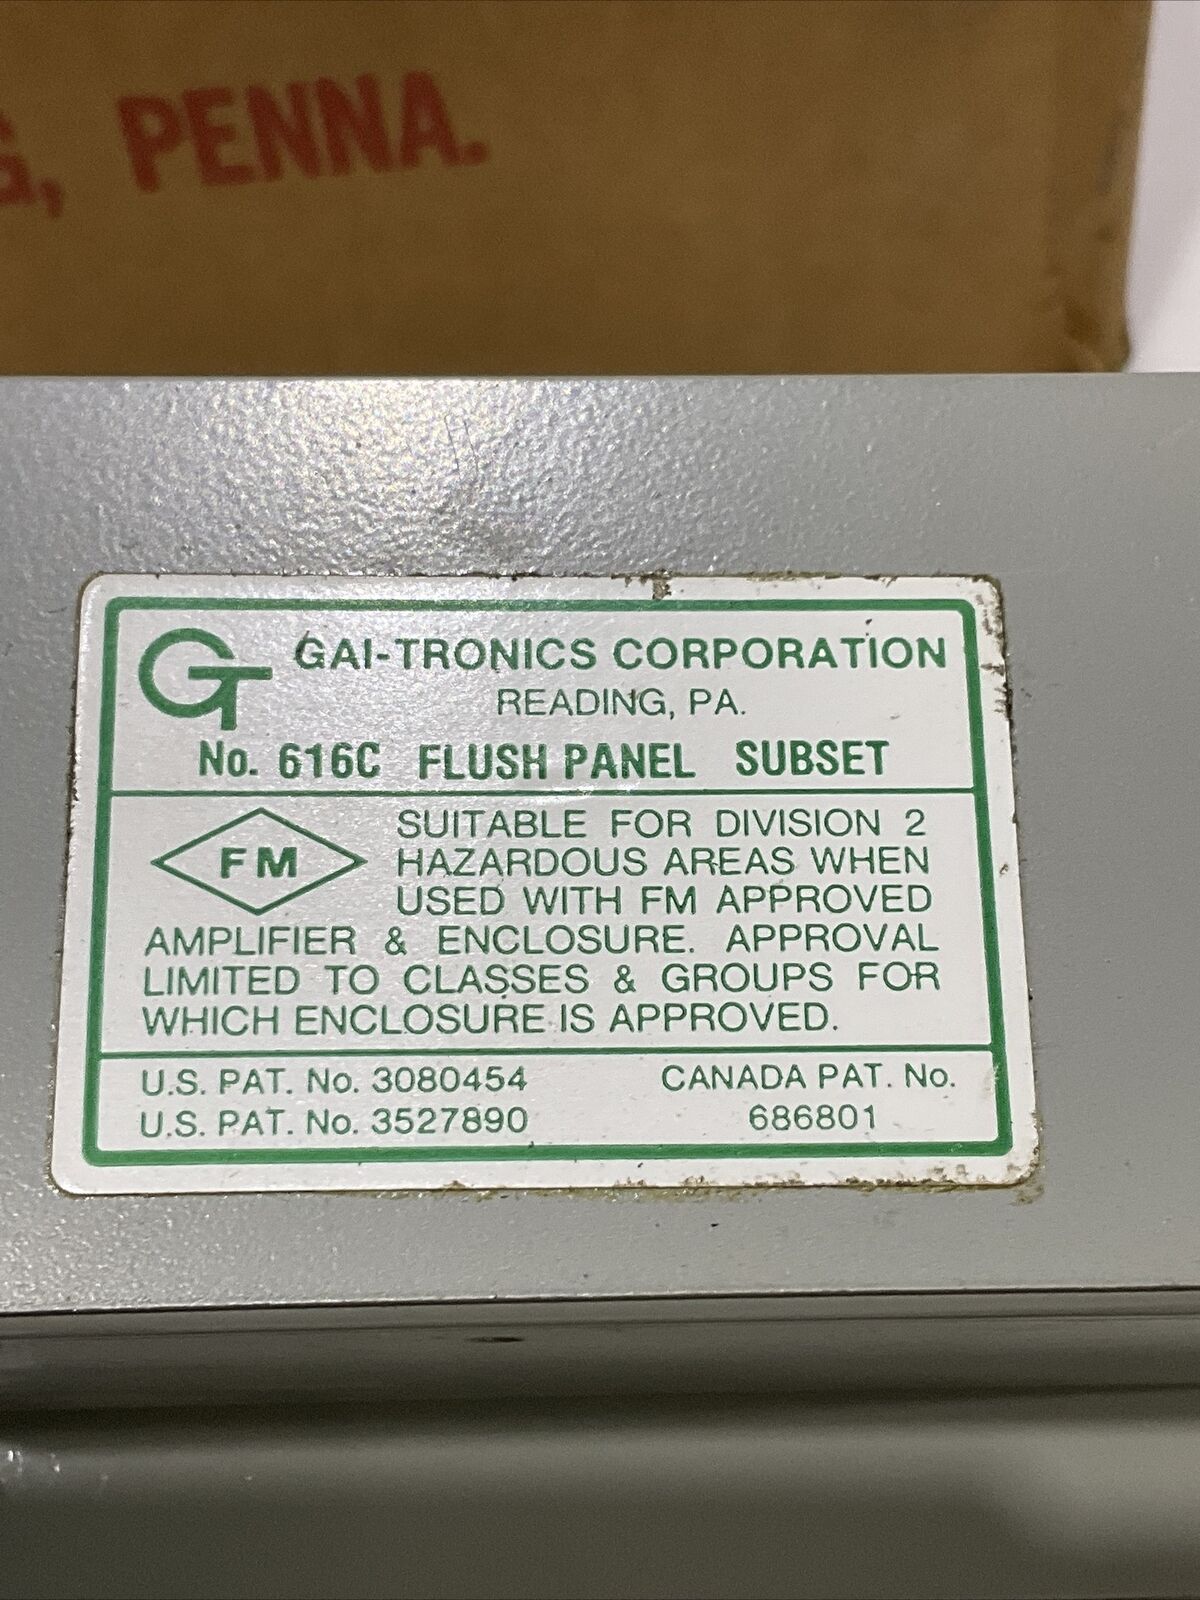 G, PENNA.
GT GAI-TRONICS CORPORATION
READING, PA.
No. 616C FLUSH PANEL SUBSET
FM
SUITABLE FOR DIVISION 2
HAZARDOUS AREAS WHEN
USED WITH FM APPROVED
AMPLIFIER & ENCLOSURE. APPROVAL
LIMITED TO CLASSES & GROUPS FOR
WHICH ENCLOSURE IS APPROVED.
U.S. PAT. No. 3080454
U.S. PAT. No. 3527890
CANADA PAT. No.
686801